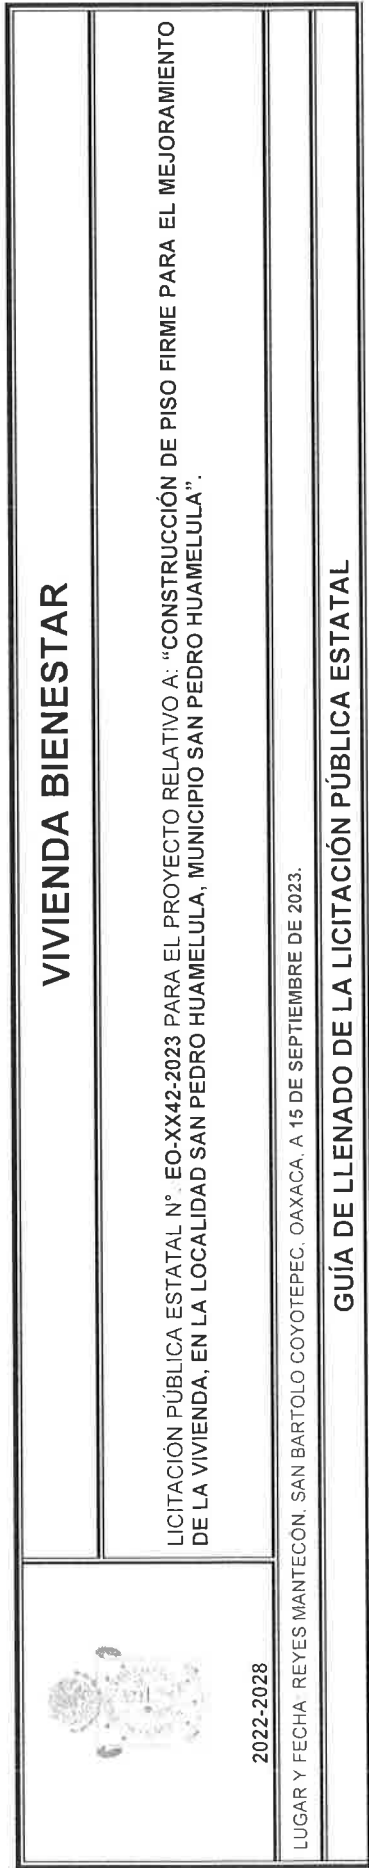 VIVIENDA BIENESTAR
LICITACIÓN PÚBLICA ESTATAL N°. EO-XX42-2023 PARA EL PROYECTO RELATIVO A: "CONSTRUCCIÓN DE PISO FIRME PARA EL MEJORAMIENTO
DE LA VIVIENDA, EN LA LOCALIDAD SAN PEDRO HUAMELULA, MUNICIPIO SAN PEDRO HUAMELULA".
2022-2028
LUGAR Y FECHA: REYES MANTECÓN, SAN BARTOLO COYOTEPEC, OAXACA, A 15 DE SEPTIEMBRE DE 2023.
GUÍA DE LLENADO DE LA LICITACIÓN PÚBLICA ESTATAL